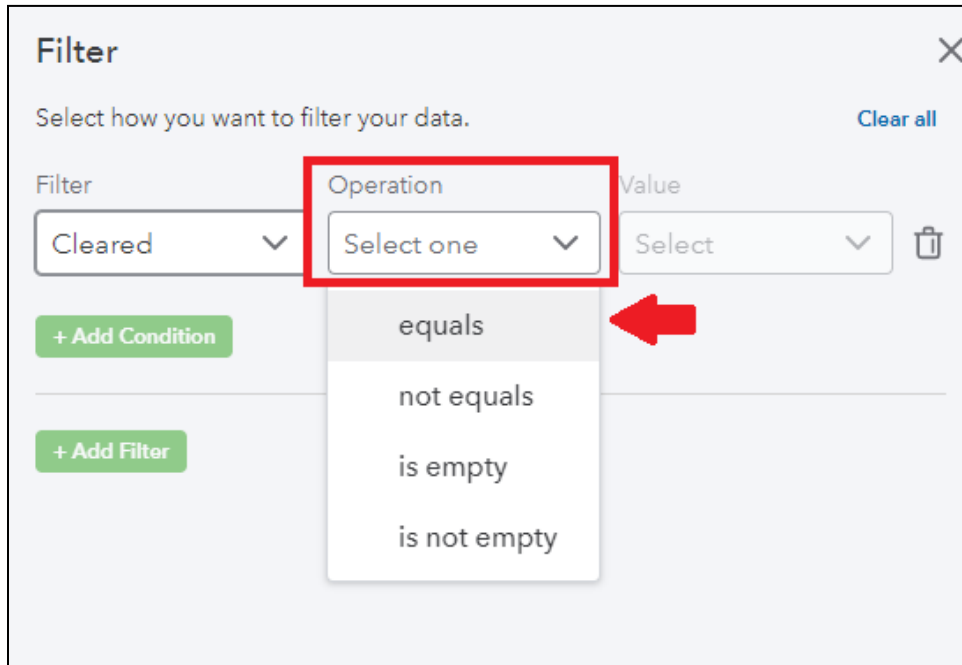 Filter
Select how you want to filter your data.
Clear all
Filter
Operation
Value
Cleared
Select one
Select
equals
+ Add Condition
not equals
+ Add Filter
is empty
is not empty